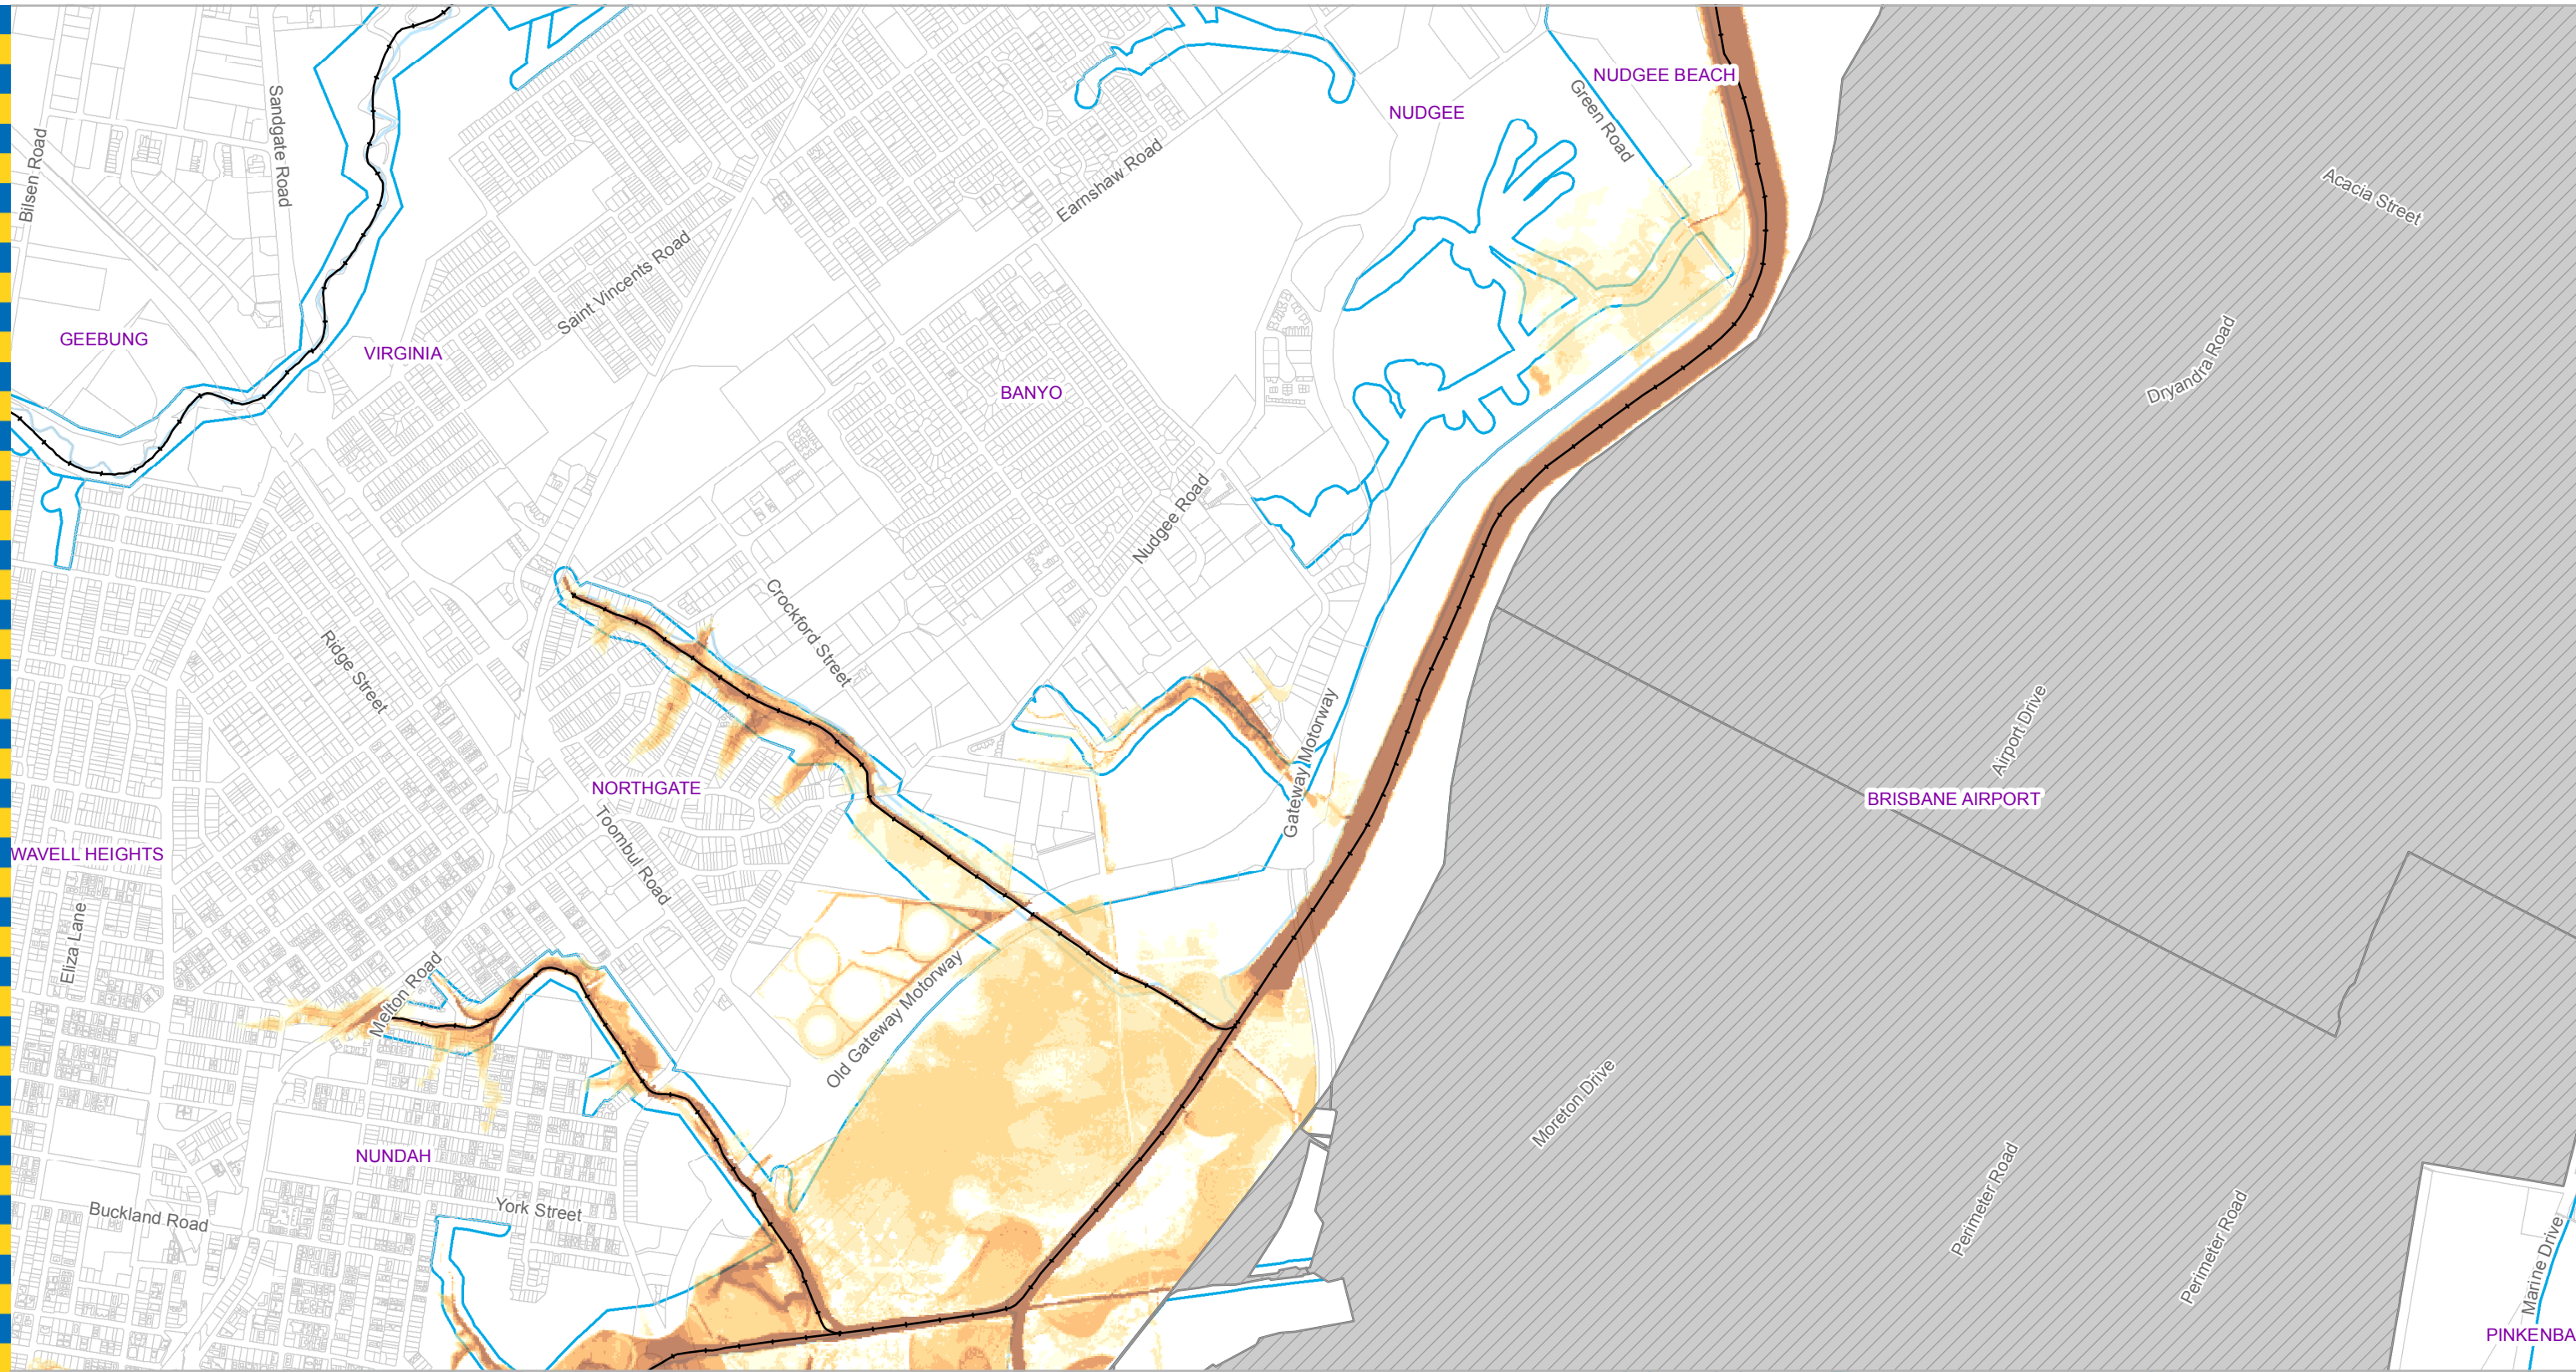 NUDGEE BEACH
Green Road
NUDGEE
Sandgate Road
Bilsen Road
Earnshaw Road
Acacia Street
Saint Vincents Road
GEEBUNG
VIRGINIA
BANYO
Dryandra Road
Nudgee Road
Crockford Street
Ridge Street
Gateway Motorway
Airport Drive
NORTHGATE
BRISBANE AIRPORT
Toombul Road
WAVELL HEIGHTS
Eliza Lane
Melton Road
Old Gateway Motorway
Moreton Drive
NUNDAH
York Street
Buckland Road
Perimeter Road
Perimeter Road
Marine Drive
PINKENBA